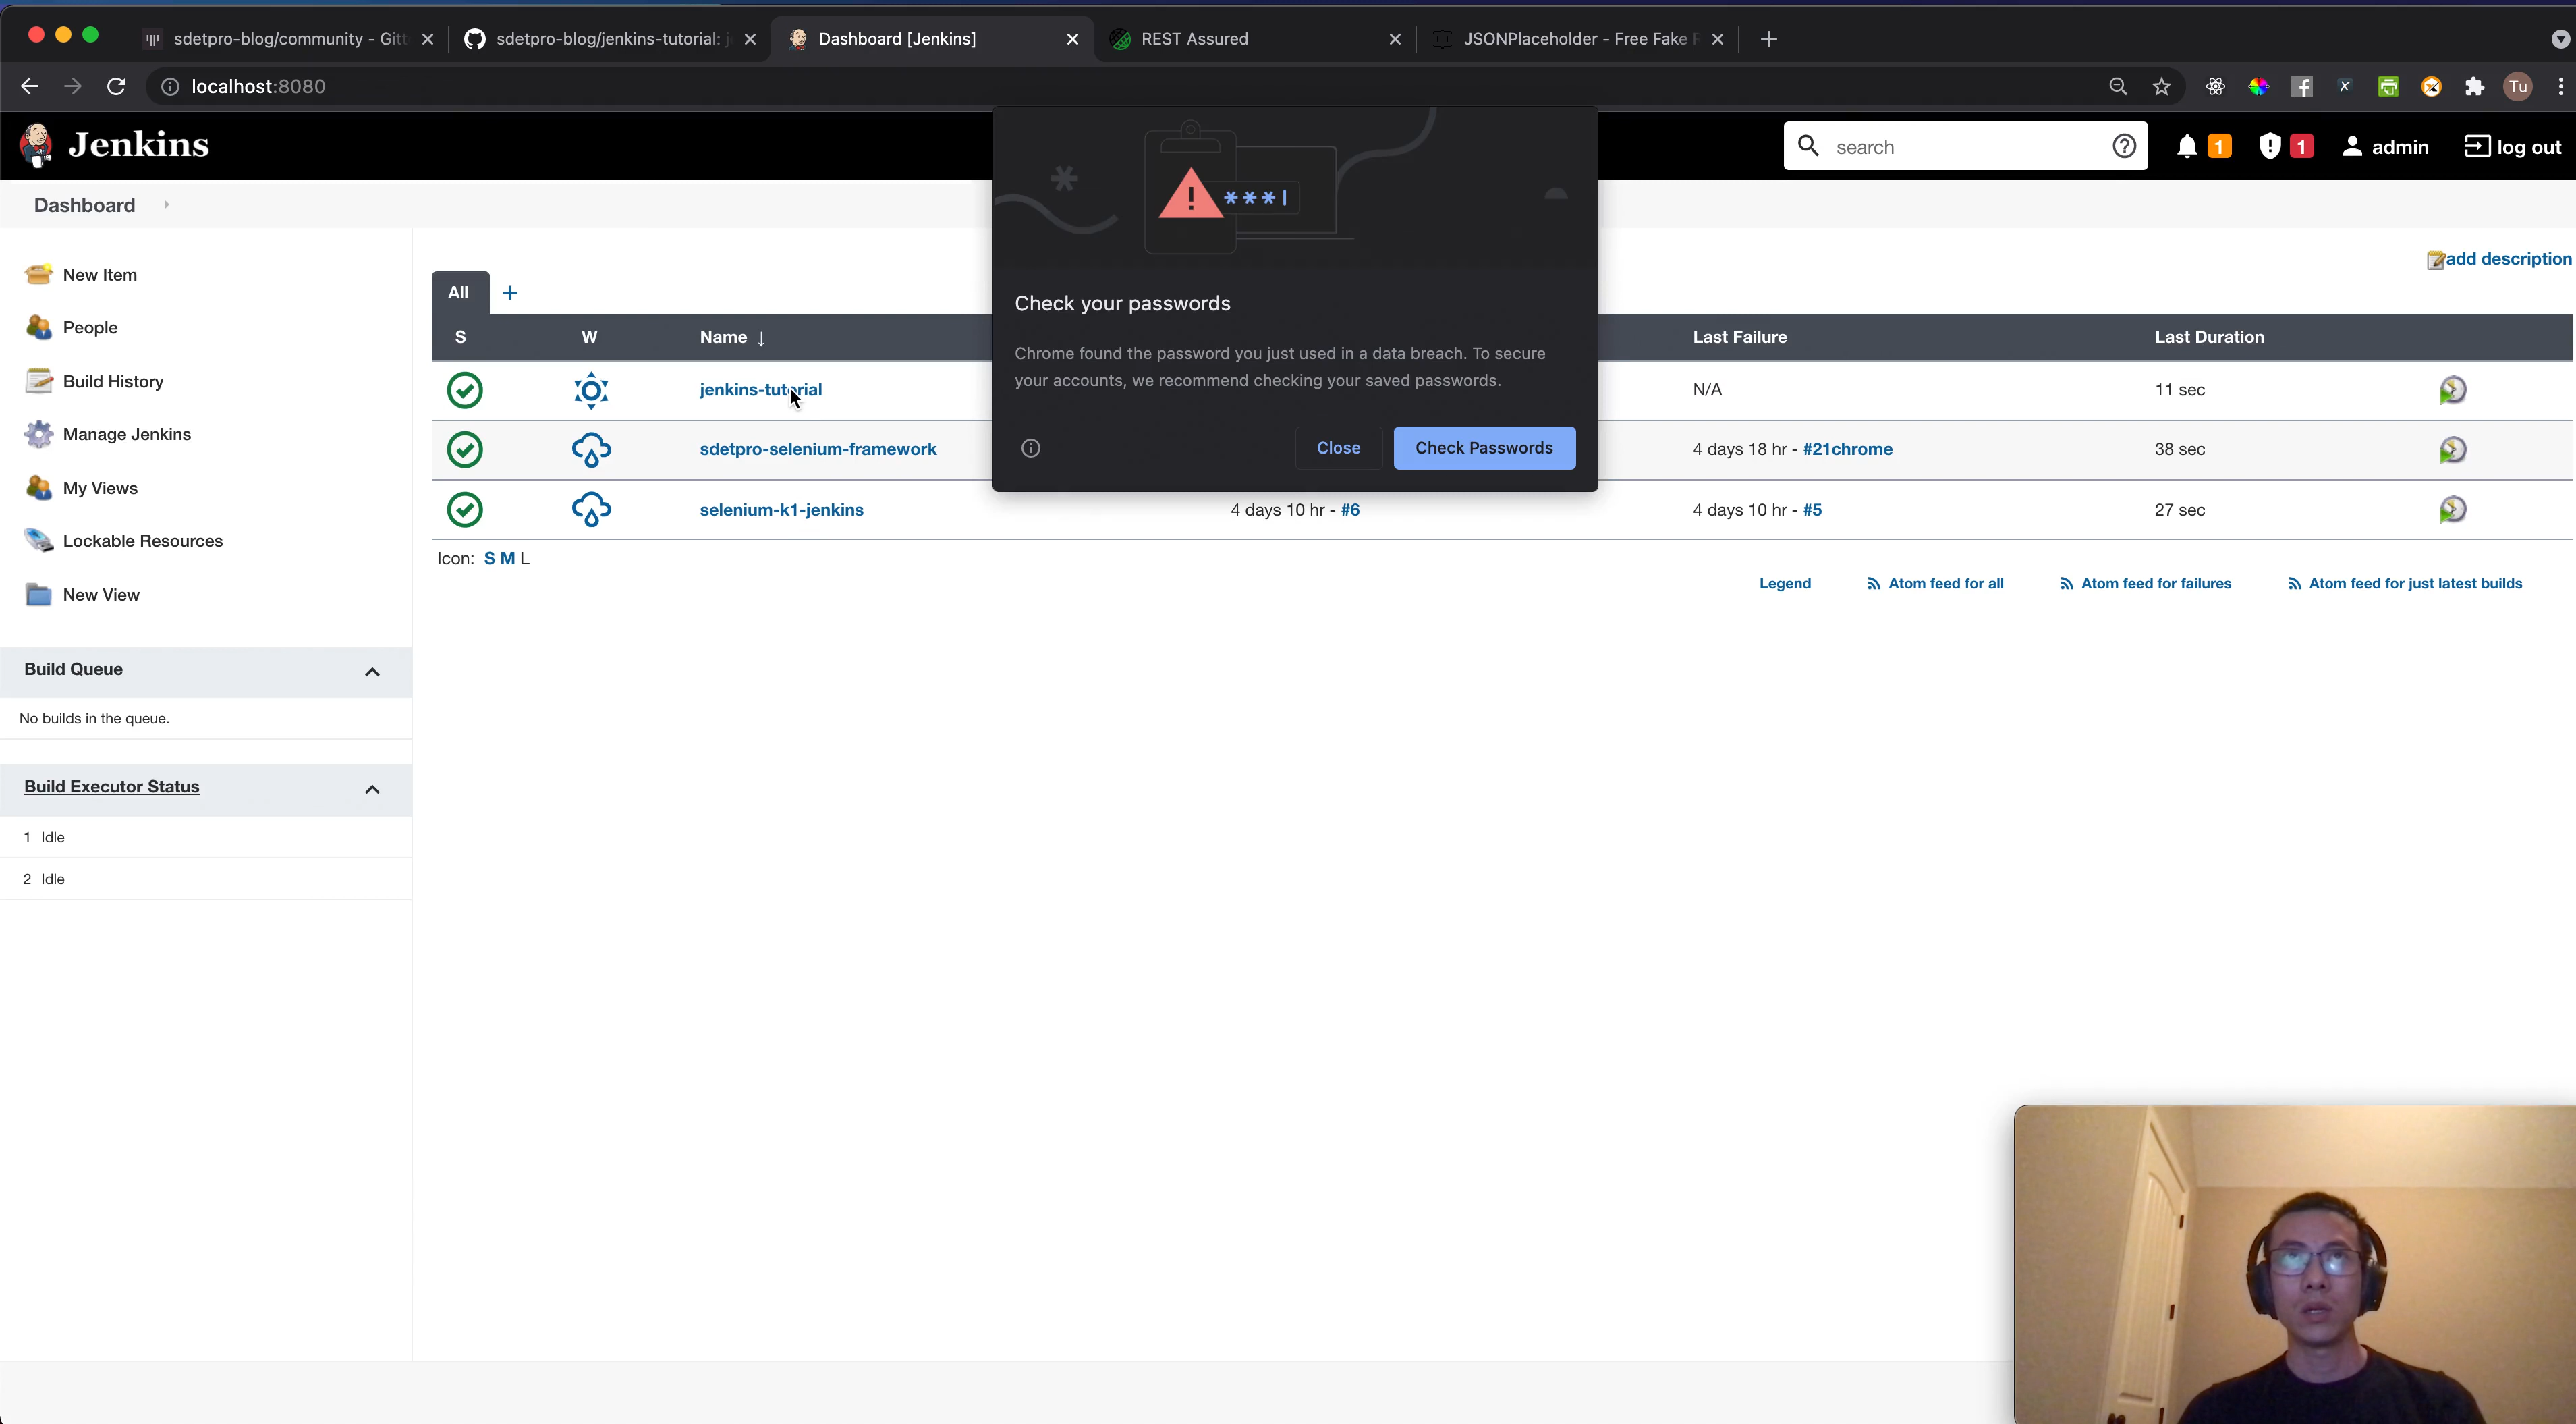 sdetpro-blog/community - Gitt
sdetpro-blog/jenkins-tutorial: j
Dashboard [Jenkins]
REST Assured
JSONPlaceholder - Free Fake R
localhost:8080
Tu
Jenkins
search
1
1
admin
log out
Dashboard
New Item
People
Build History
Manage Jenkins
My Views
Lockable Resources
New View
Build Queue
No builds in the queue.
Build Executor Status
1 Idle
2 Idle
add description
All +
S W Name ↓ Last Failure Last Duration
jenkins-tutorial N/A 11 sec
sdetpro-selenium-framework 4 days 18 hr - #21chrome 38 sec
selenium-k1-jenkins 4 days 10 hr - #6 4 days 10 hr - #5 27 sec
Icon: S M L
Legend Atom feed for all Atom feed for failures Atom feed for just latest builds
***|
Check your passwords
Chrome found the password you just used in a data breach. To secure
your accounts, we recommend checking your saved passwords.
Close Check Passwords